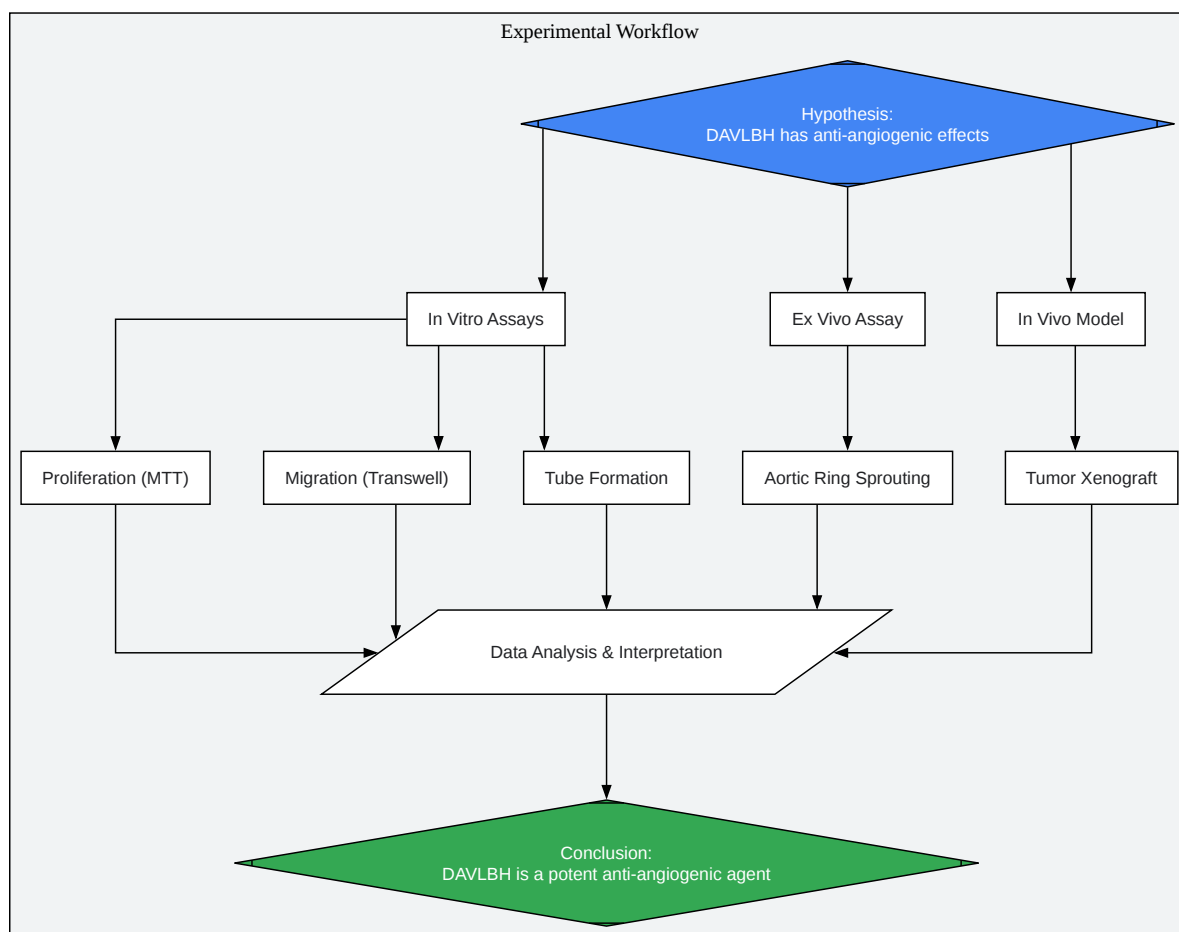 Experimental Workflow
Hypothesis:
DAVLBH has anti-angiogenic effects
In Vitro Assays
Ex Vivo Assay
In Vivo Model
Proliferation (MTT)
Migration (Transwell)
Tube Formation
Aortic Ring Sprouting
Tumor Xenograft
Data Analysis & Interpretation
Conclusion:
DAVLBH is a potent anti-angiogenic agent